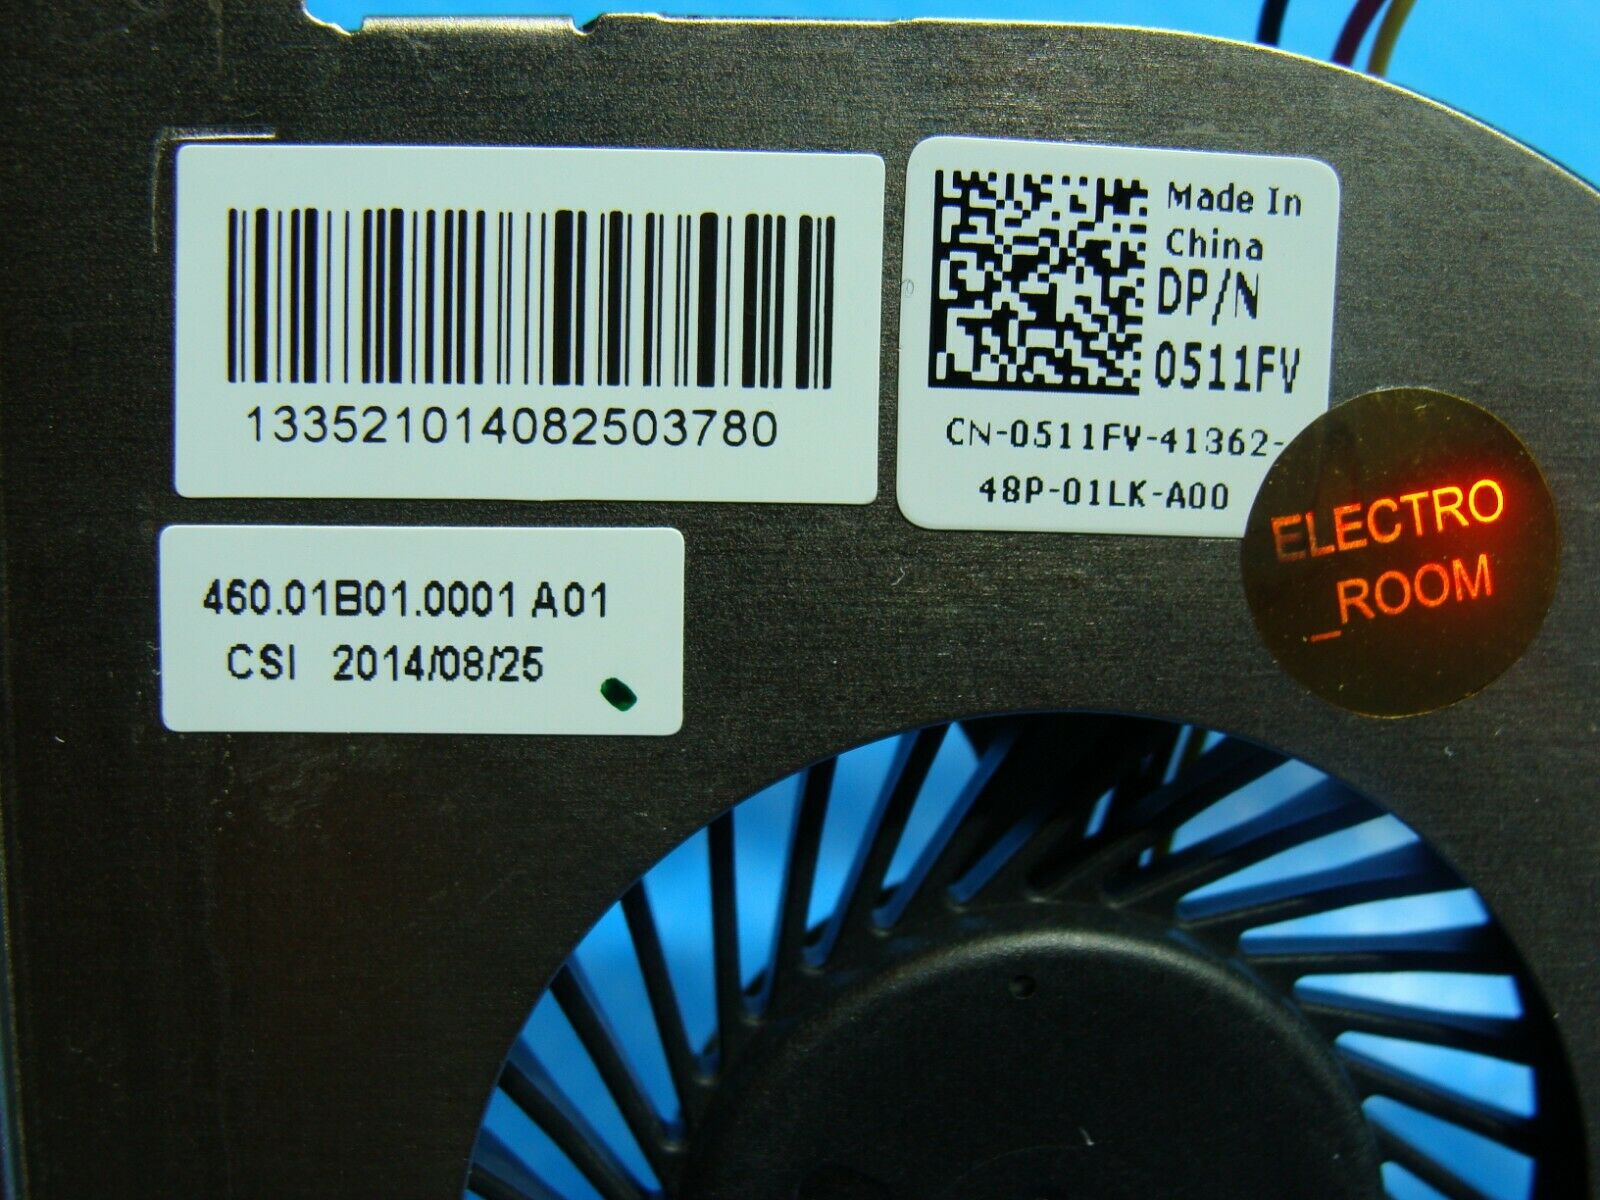 133521014082503780
Made In
China
DP/N
0511FV
CN-0511FV-41362-
48P-01LK-A00
460.01B01.0001 A01
CSI 2014/08/25
ELECTRO
_ROOM